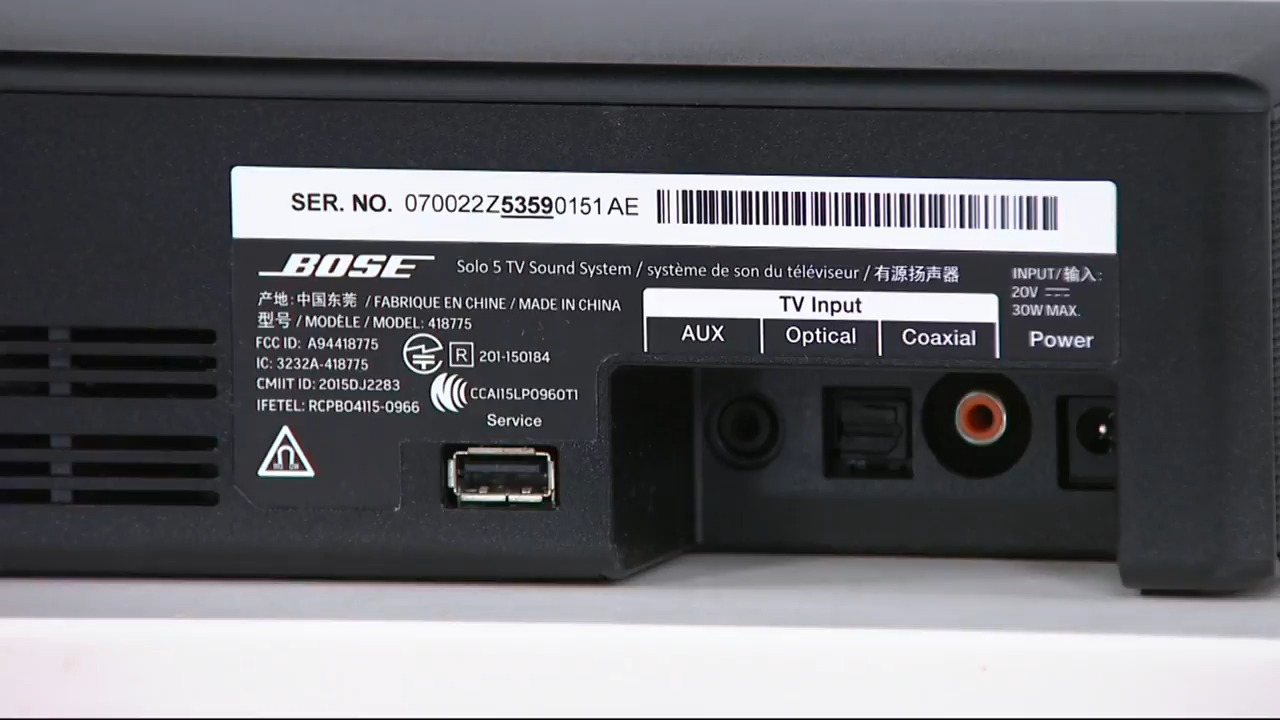 SER. NO. 070022Z53590151AE
BOSE Solo 5 TV Sound System / système de son du téléviseur / 有源扬声器
产地: 中国东莞 / FABRIQUE EN CHINE / MADE IN CHINA
型号 / MODÈLE / MODEL: 418775
FCC ID: A94418775
IC: 3232A-418775
CMIIT ID: 2015DJ2283
IFETEL: RCPBO4115-0966
R 201-150184
CCAI15LP0960T1
Service
TV Input
AUX Optical Coaxial
INPUT/输入:
20V
30W MAX.
Power